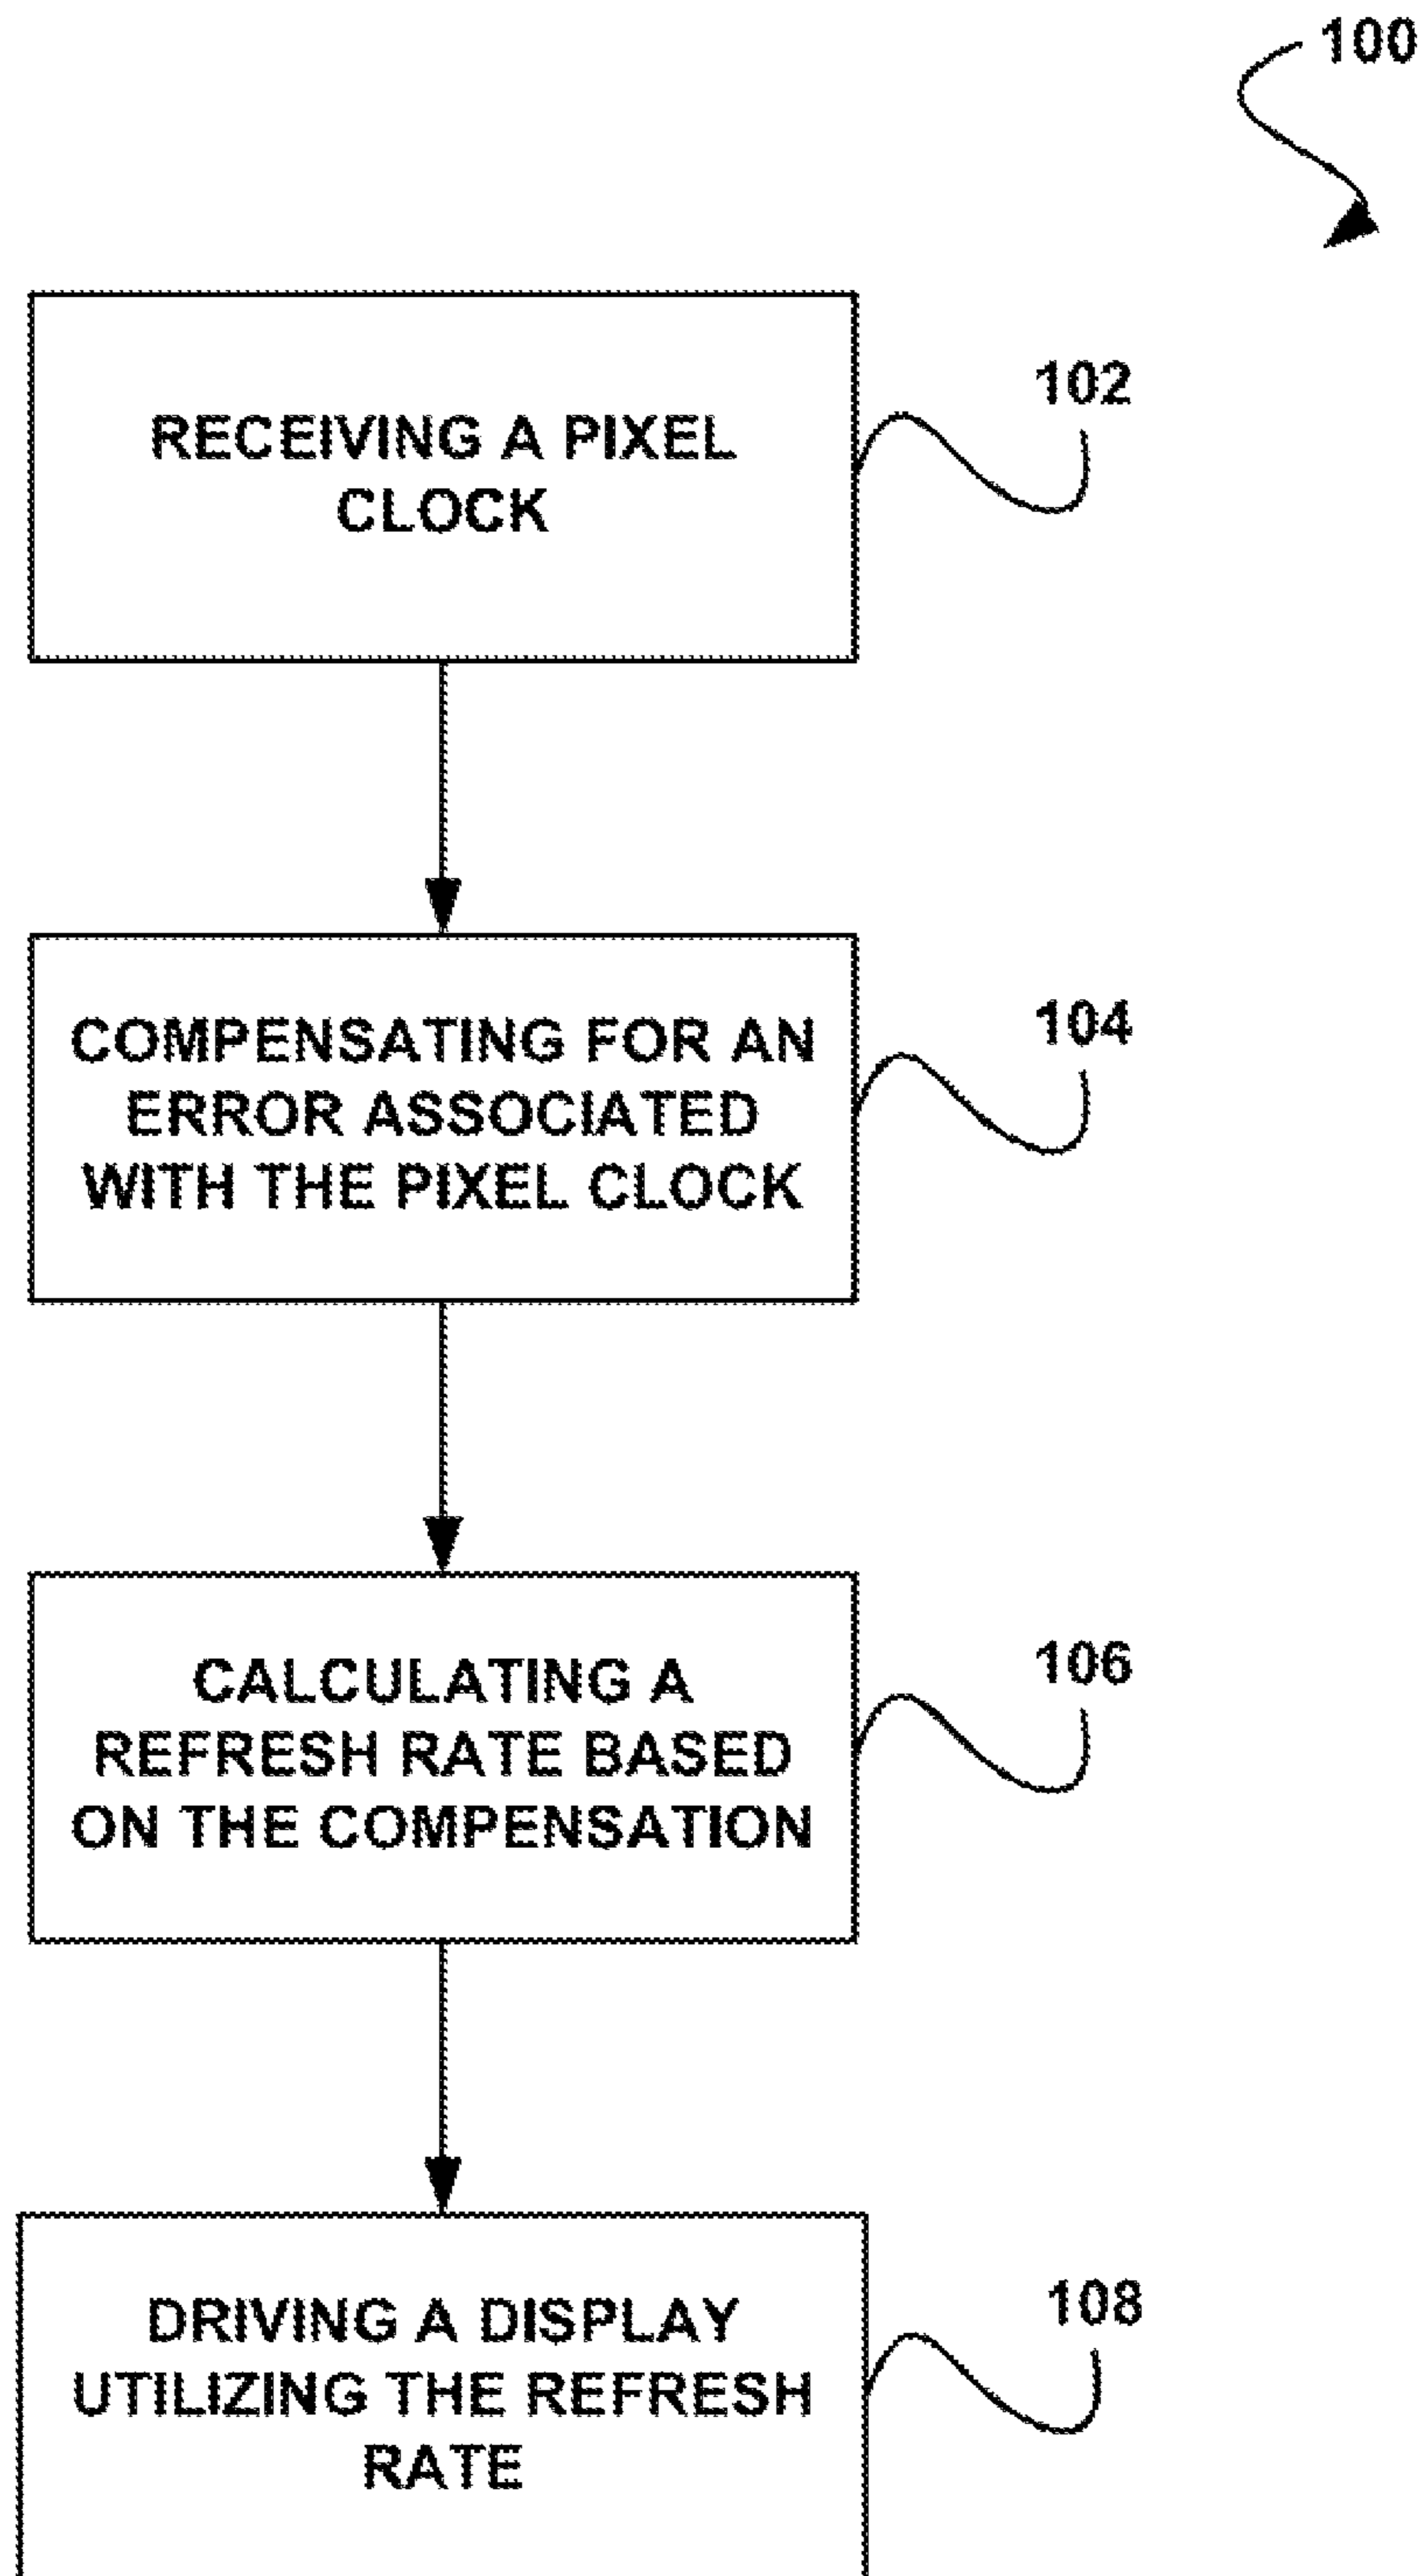 100
RECEIVING A PIXEL
CLOCK
102
COMPENSATING FOR AN
ERROR ASSOCIATED
WITH THE PIXEL CLOCK
104
CALCULATING A
REFRESH RATE BASED
ON THE COMPENSATION
106
DRIVING A DISPLAY
UTILIZING THE REFRESH
RATE
108